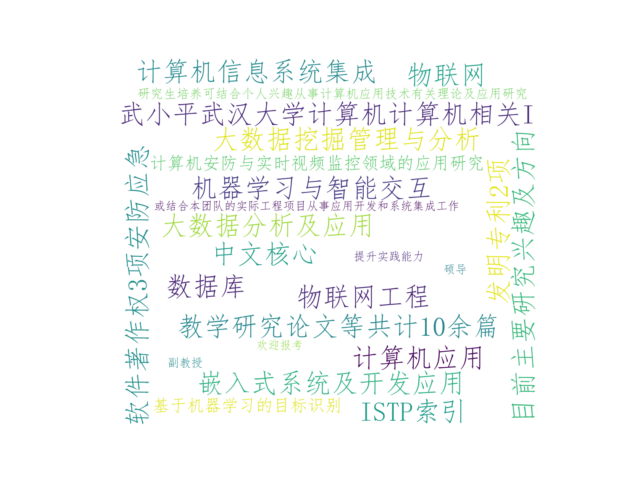 计算机信息系统集成
物联网
研究生培养可结合个人兴趣从事计算机应用技术有关理论及应用研究
武小平武汉大学计算机计算机相关I
大数据挖掘管理与分析
计算机安防与实时视频监控领域的应用研究
机器学习与智能交互
或结合本团队的实际工程项目从事应用开发和系统集成工作
大数据分析及应用
中文核心
提升实践能力
硕导
数据库
物联网工程
教学研究论文等共计10余篇
欢迎报考
计算机应用
副教授
嵌入式系统及开发应用
基于机器学习的目标识别
ISTP索引
软件著作权3项安防应急
发明专利2项
目前主要研究兴趣及方向